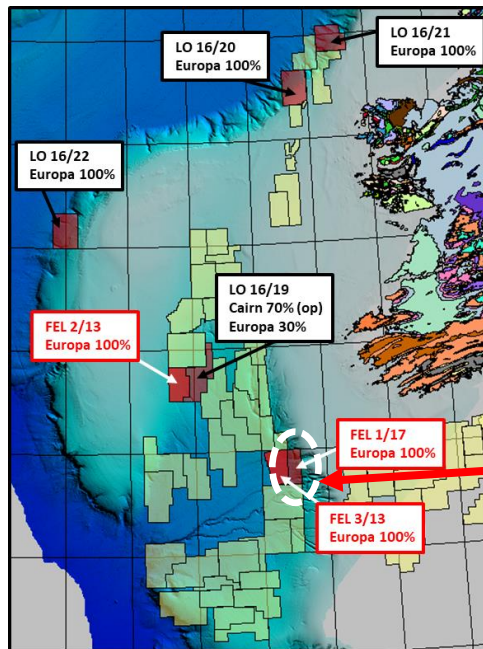 LO 16/20
Europa 100%
LO 16/21
Europa 100%
LO 16/22
Europa 100%
LO 16/19
Cairn 70% (op)
Europa 30%
FEL 2/13
Europa 100%
FEL 1/17
Europa 100%
FEL 3/13
Europa 100%